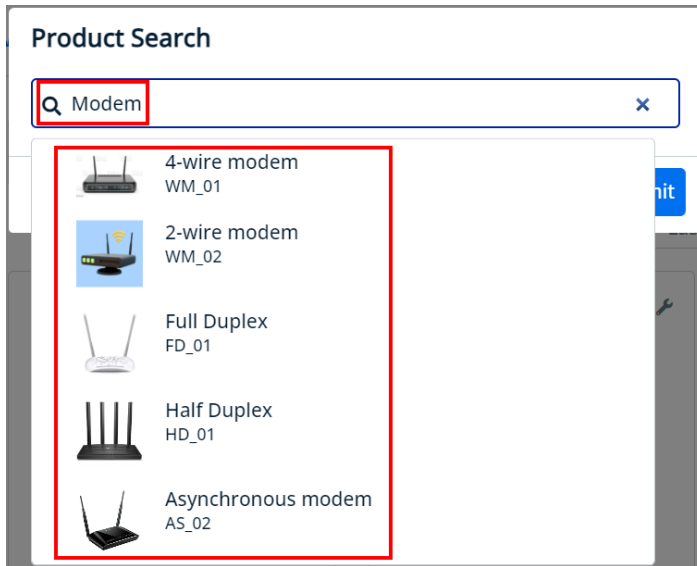 Product Search
Modem
4-wire modem
WM_01
2-wire modem
WM_02
Full Duplex
FD_01
Half Duplex
HD_01
Asynchronous modem
AS_02